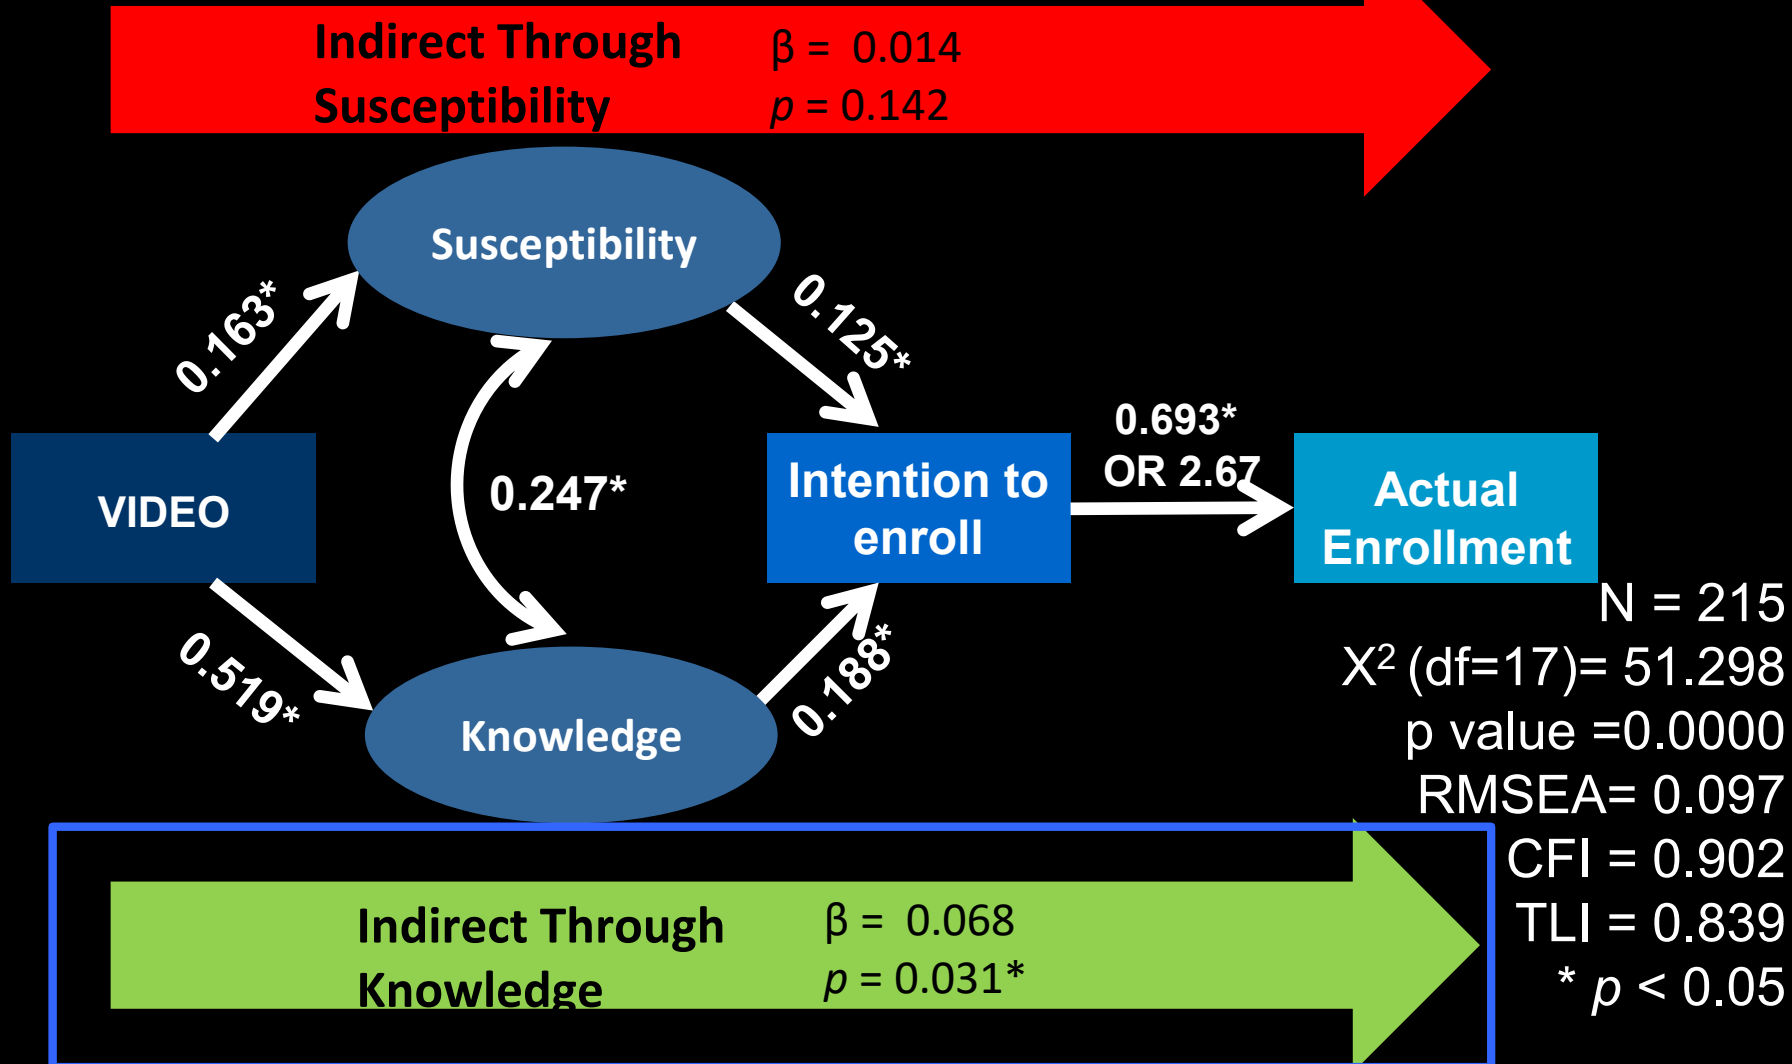 Indirect Through
Susceptibility
β = 0.014
p = 0.142
Susceptibility
0.163*
0.125*
0.693*
OR 2.67
VIDEO
0.247*
Intention to
enroll
Actual
Enrollment
0.519*
0.188*
Knowledge
N = 215
X² (df=17)= 51.298
p value =0.0000
RMSEA= 0.097
CFI = 0.902
TLI = 0.839
* p < 0.05
Indirect Through
Knowledge
β = 0.068
p = 0.031*